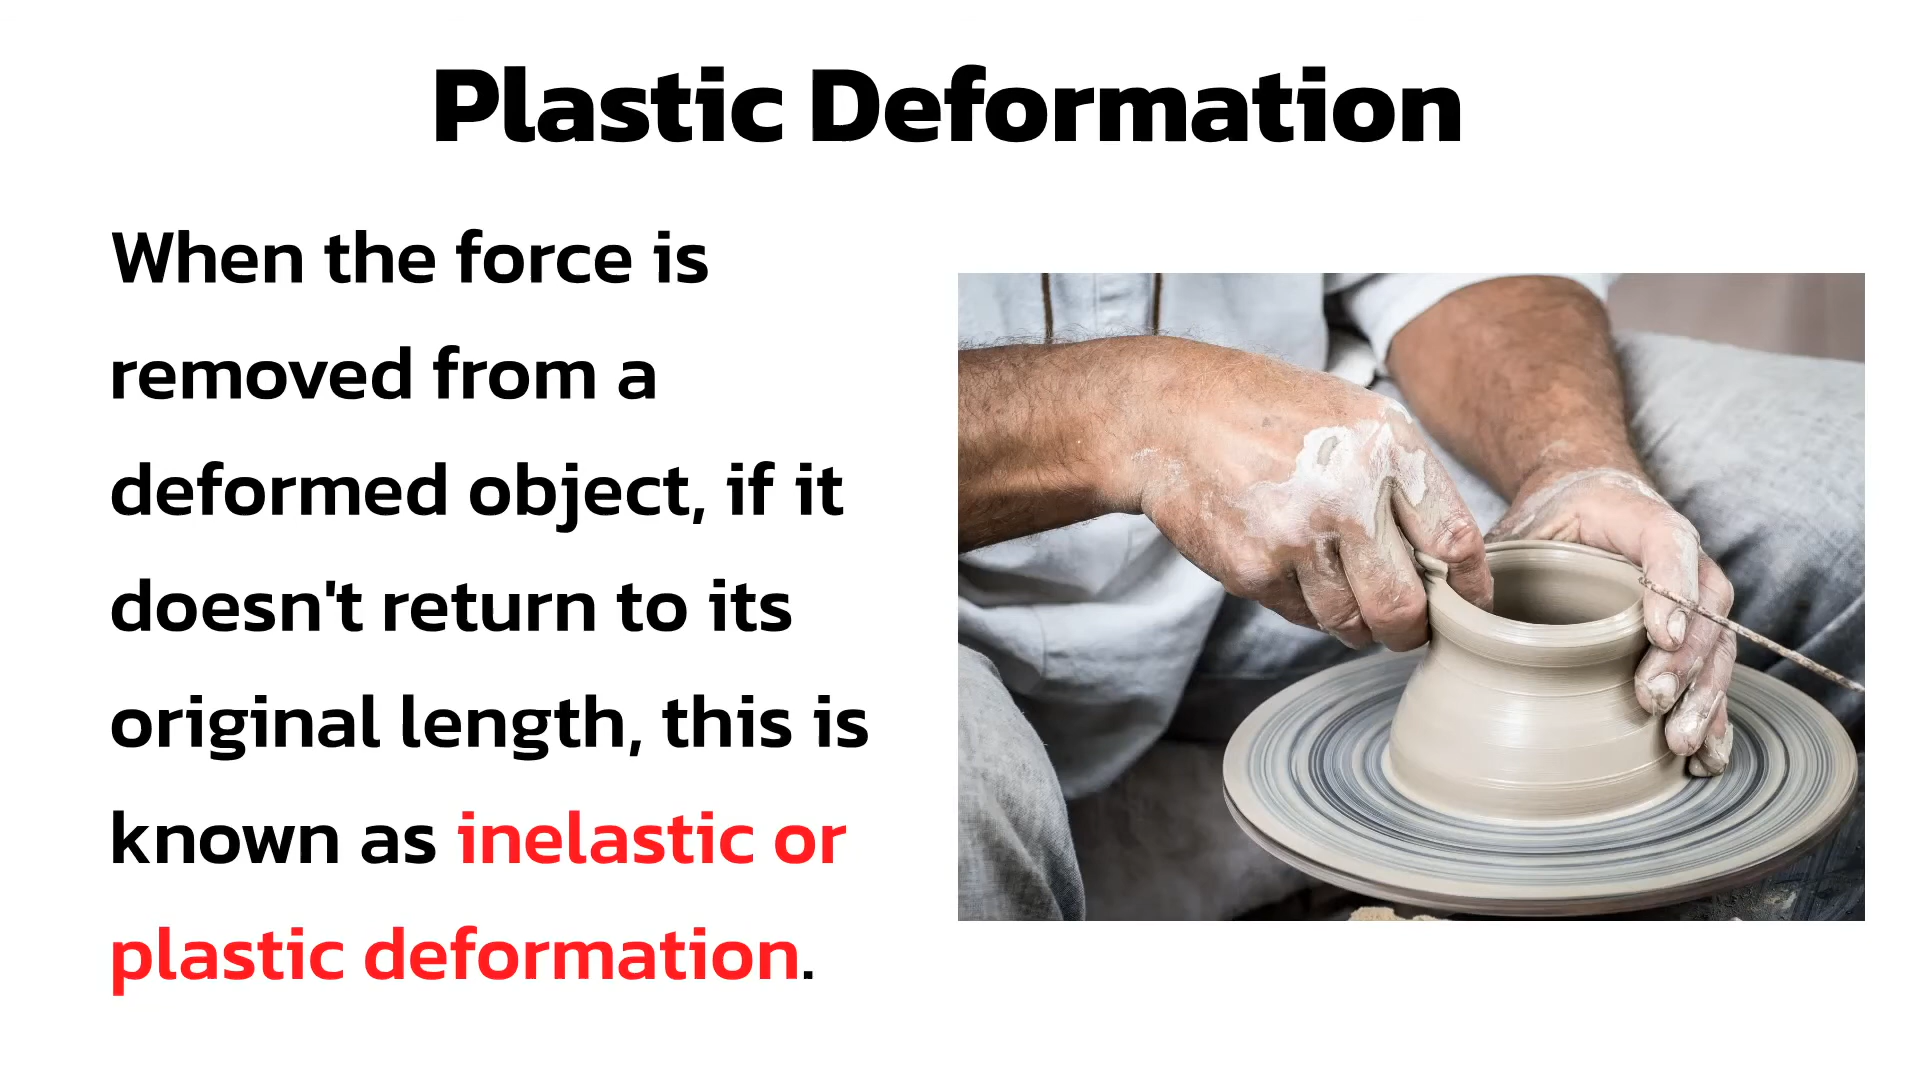 Plastic Deformation
When the force is
removed from a
deformed object, if it
doesn't return to its
original length, this is
known as inelastic or
plastic deformation.